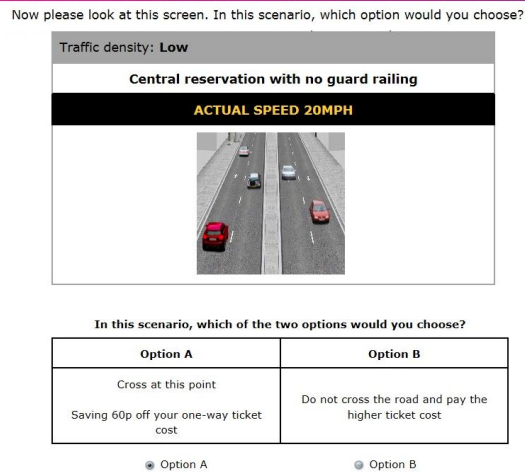 Now please look at this screen. In this scenario, which option would you choose?
Traffic density: Low
Central reservation with no guard railing
ACTUAL SPEED 20MPH
In this scenario, which of the two options would you choose?
Option A
Option B
Cross at this point
Saving 60p off your one-way ticket
cost
Do not cross the road and pay the
higher ticket cost
Option A
Option B